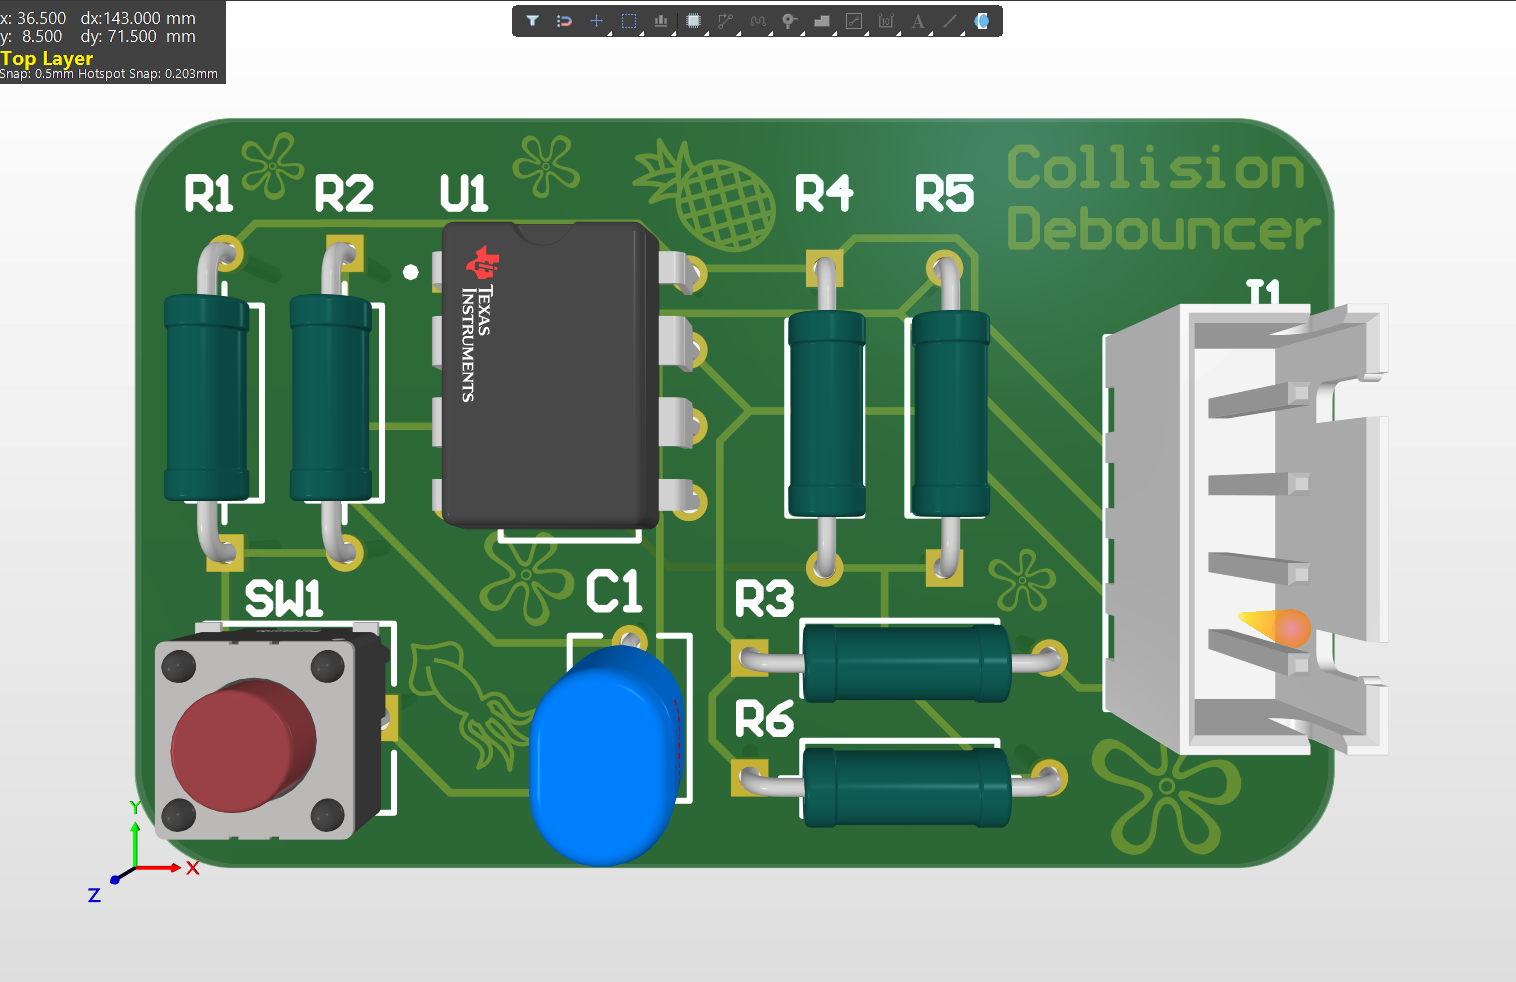 x: 36.500 dx:143.000 mm
y: 8.500 dy: 71.500 mm
Top Layer
Snap: 0.5mm Hotspot Snap: 0.203mm
Collision
Debouncer
R1
R2
U1
R4
R5
TEXAS
INSTRUMENTS
SW1
C1
R3
R6
Y
X
Z